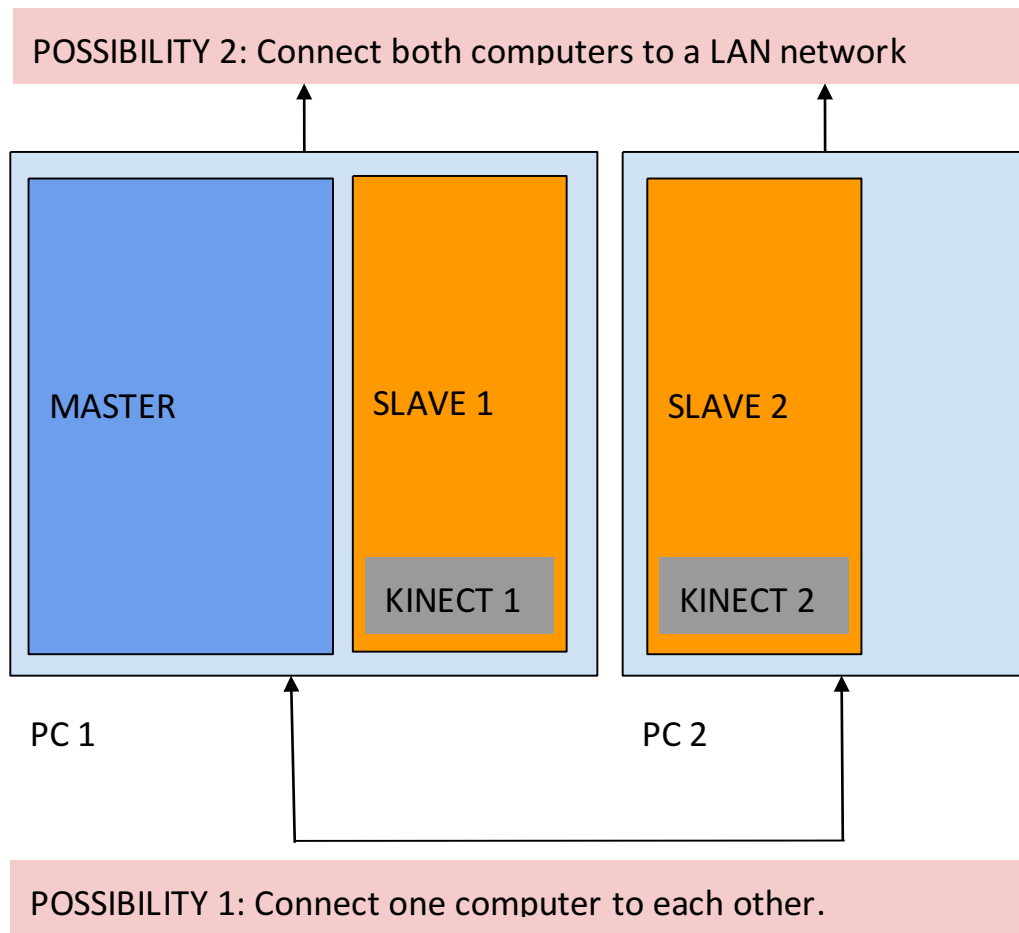 POSSIBILITY 2: Connect both computers to a LAN network
MASTER
SLAVE 1
SLAVE 2
KINECT 1
KINECT 2
PC 1
PC 2
POSSIBILITY 1: Connect one computer to each other.